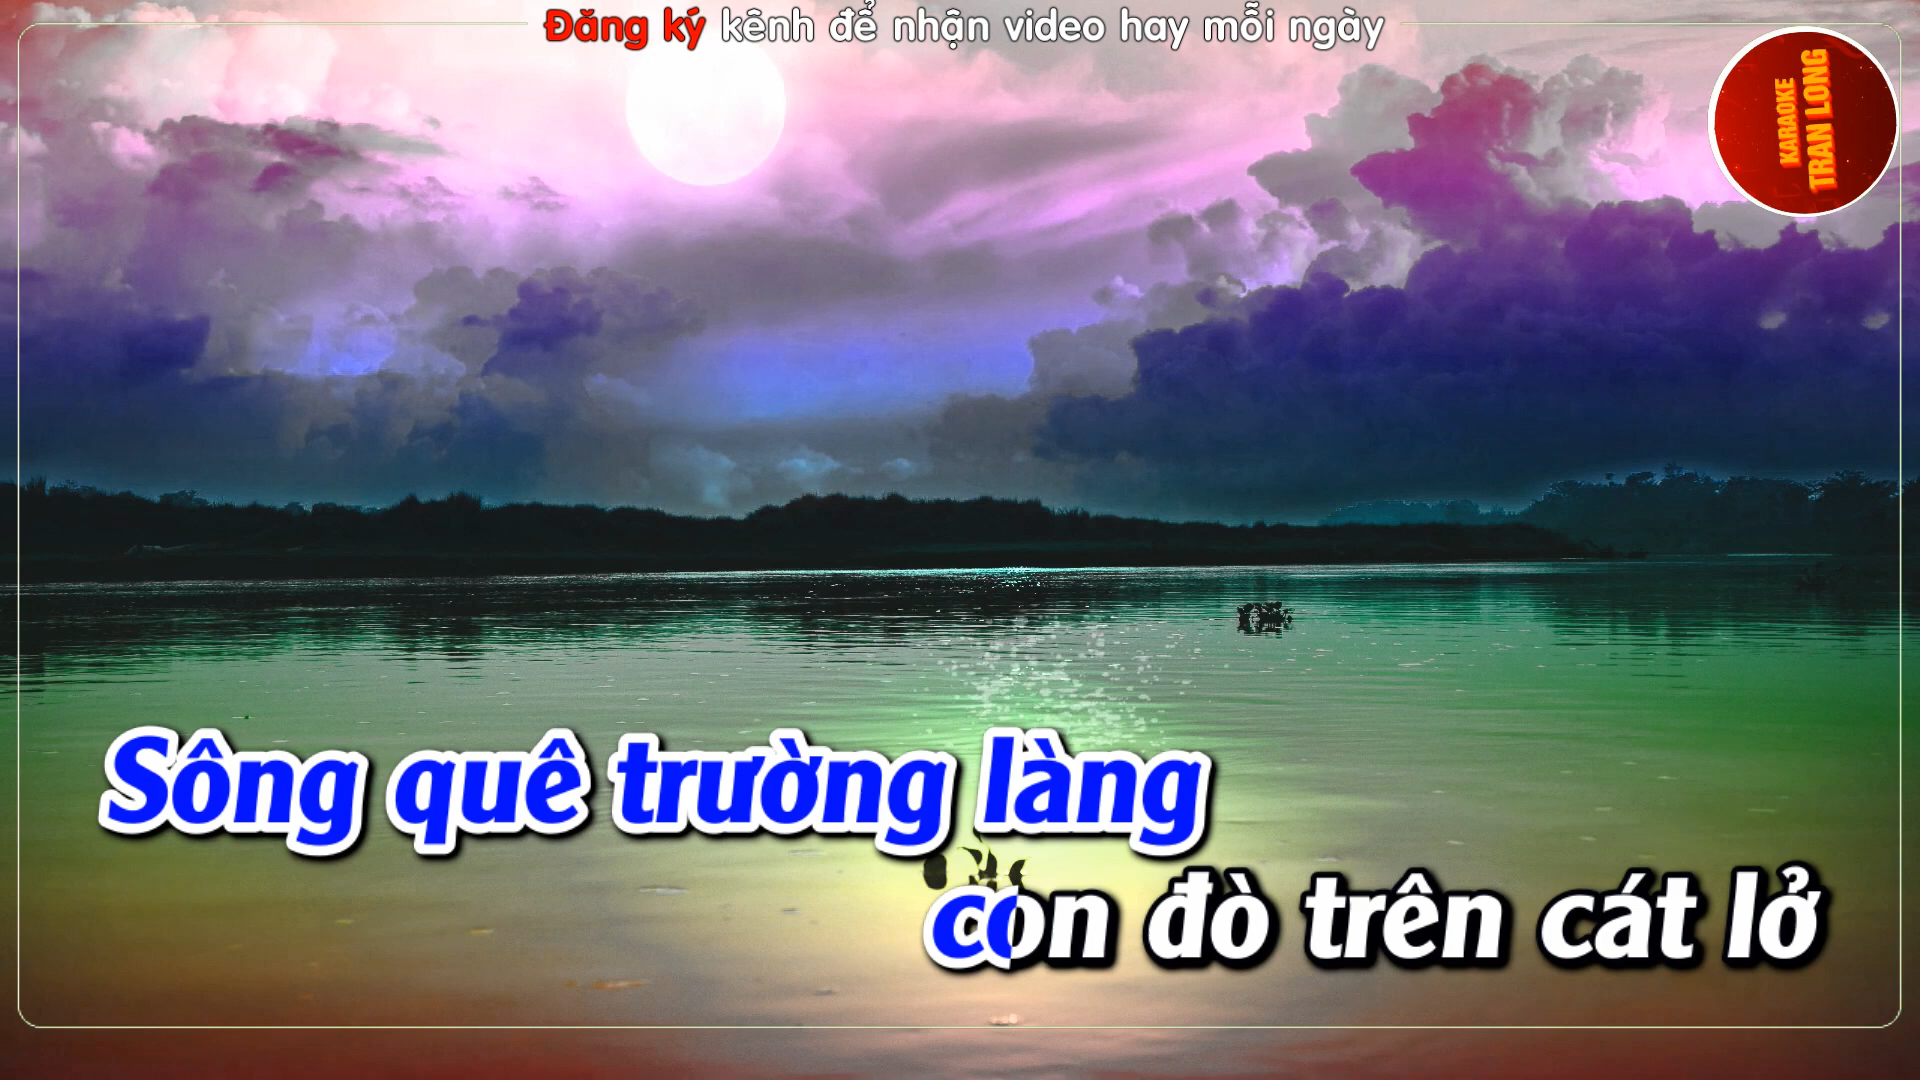 Đăng ký kênh để nhận video hay mỗi ngày
KARAOKE
TRAN LONG
Sông quê trường làng
con đò trên cát lở